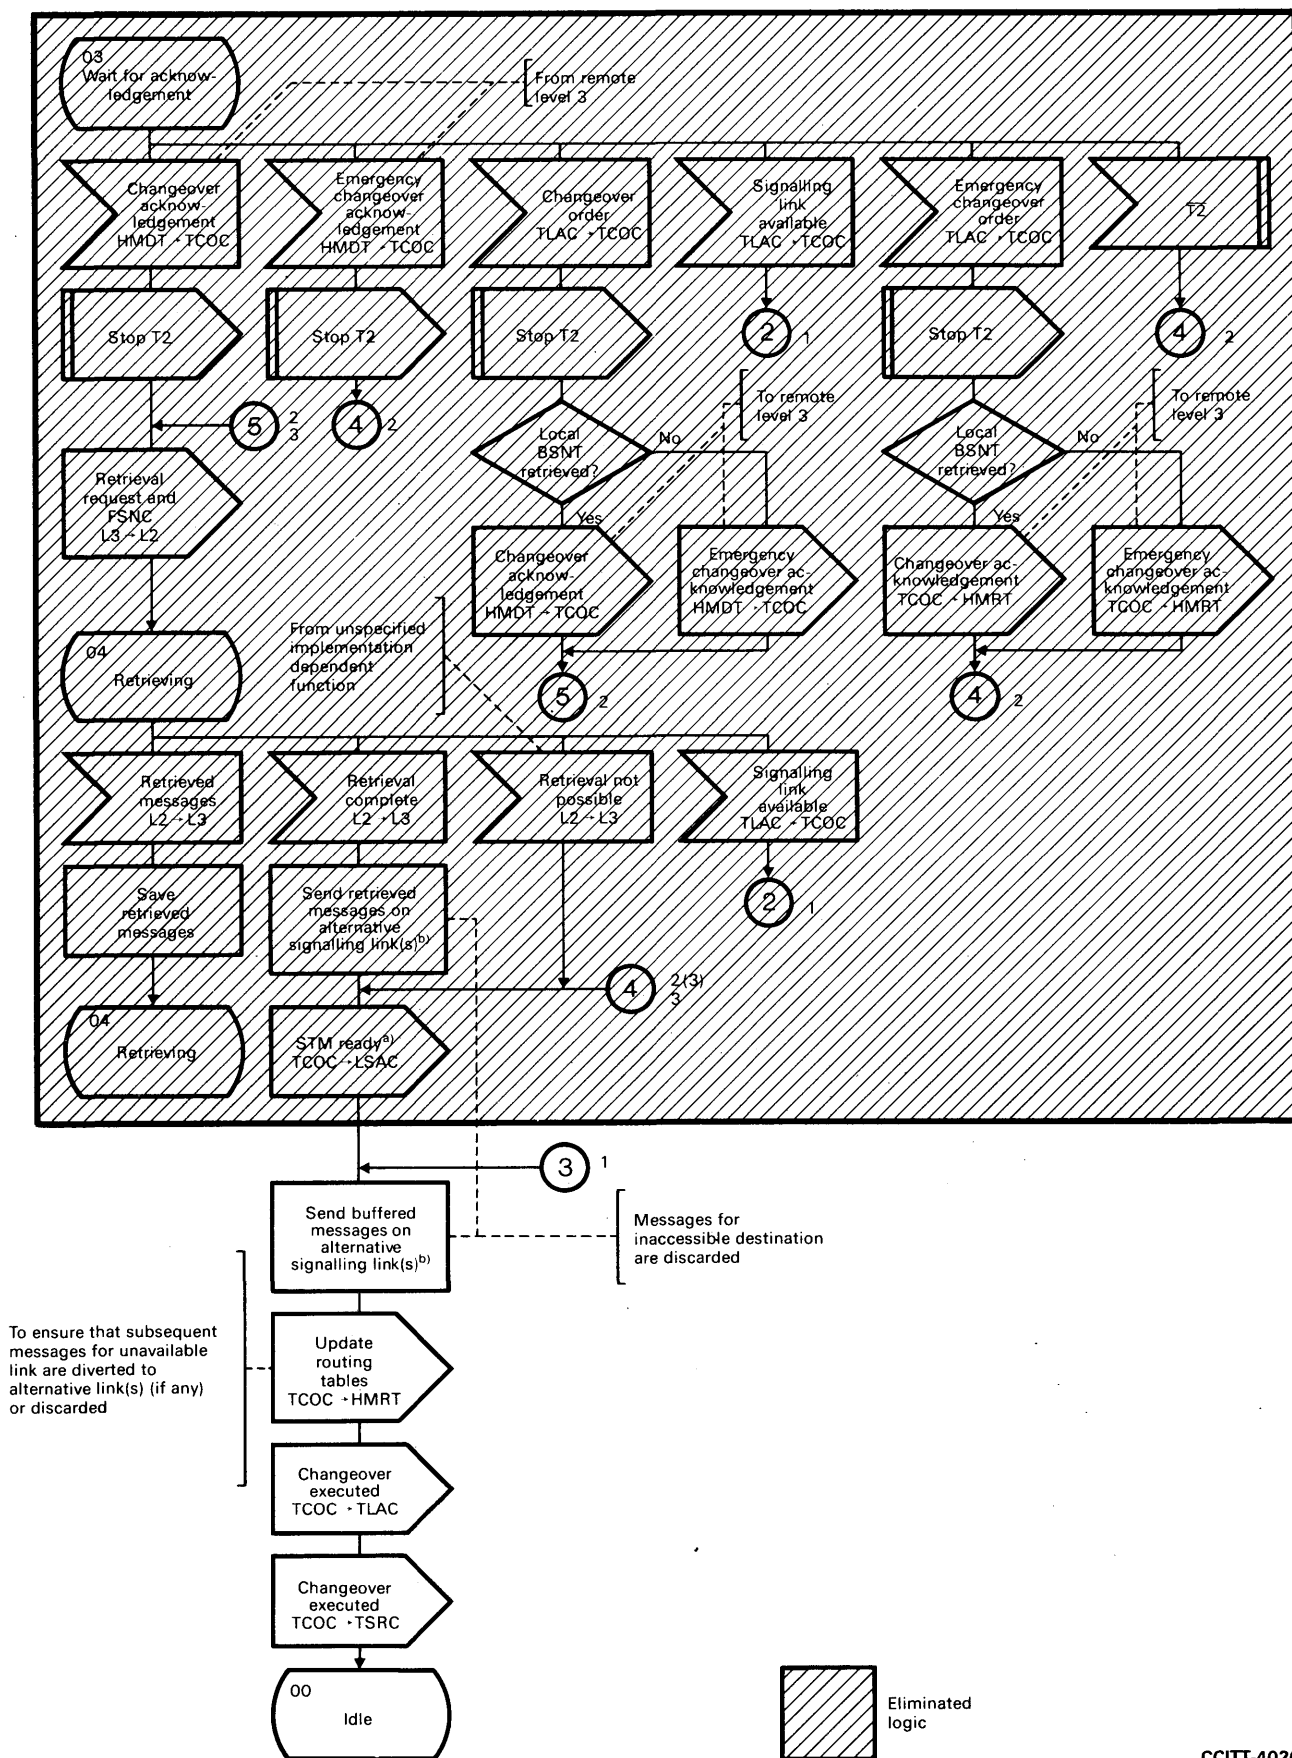 03
Wait for acknow-
ledgement
From remote
level 3
Changeover
acknow-
ledgement
HMDT → TCOC
Emergency
changeover
acknow-
ledgement
HMDT → TCOC
Changeover
order
TLAC → TCOC
Signalling
link
available
TLAC → TCOC
Emergency
changeover
order
TLAC → TCOC
T2
Stop T2
Stop T2
Stop T2
2 1
Stop T2
4 2
5 2
3
4 2
To remote
level 3
To remote
level 3
Local
BSNT
retrieved?
No
Yes
Local
BSNT
retrieved?
No
Yes
Retrieval
request and
FSNC
L3 → L2
Changeover
acknow-
ledgement
HMDT → TCOC
Emergency
changeover ac-
knowledgement
HMDT → TCOC
Changeover ac-
knowledgement
TCOC → HMRT
Emergency
changeover ac-
knowledgement
TCOC → HMRT
From unspecified
implementation
dependent
function
04
Retrieving
5 2
4 2
Retrieved
messages
L2 → L3
Retrieval
complete
L2 → L3
Retrieval not
possible
L2 → L3
Signalling
link
available
TLAC → TCOC
Save
retrieved
messages
Send retrieved
messages on
alternative
signalling link(s)b)
2 1
4 2(3)
3
04
Retrieving
STM readya)
TCOC → LSAC
3 1
Send buffered
messages on
alternative
signalling link(s)b)
Messages for
inaccessible destination
are discarded
To ensure that subsequent
messages for unavailable
link are diverted to
alternative link(s) (if any)
or discarded
Update
routing
tables
TCOC → HMRT
Changeover
executed
TCOC → TLAC
Changeover
executed
TCOC → TSRC
00
Idle
Eliminated
logic